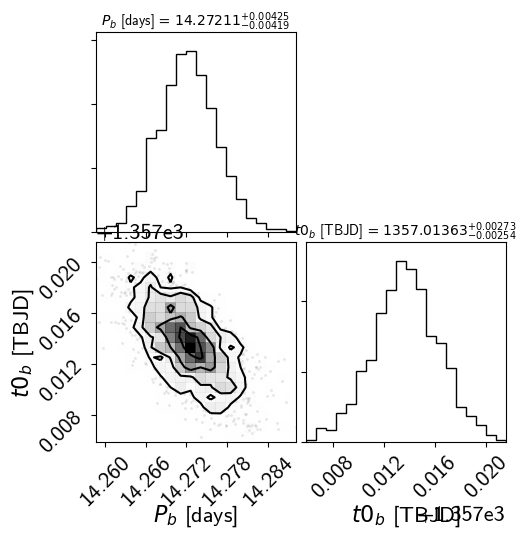 P_b [days] = 14.27211^{+0.00425}_{-0.00419}
+1.357e3
t0_b [TBJD] = 1357.01363^{+0.00273}_{-0.00254}
0.020
0.016
0.012
0.008
t0_b [TBJD]
14.260 14.266 14.272 14.278 14.284
P_b [days]
0.008 0.012 0.016 0.020
t0_b [TBJD]
+1.357e3